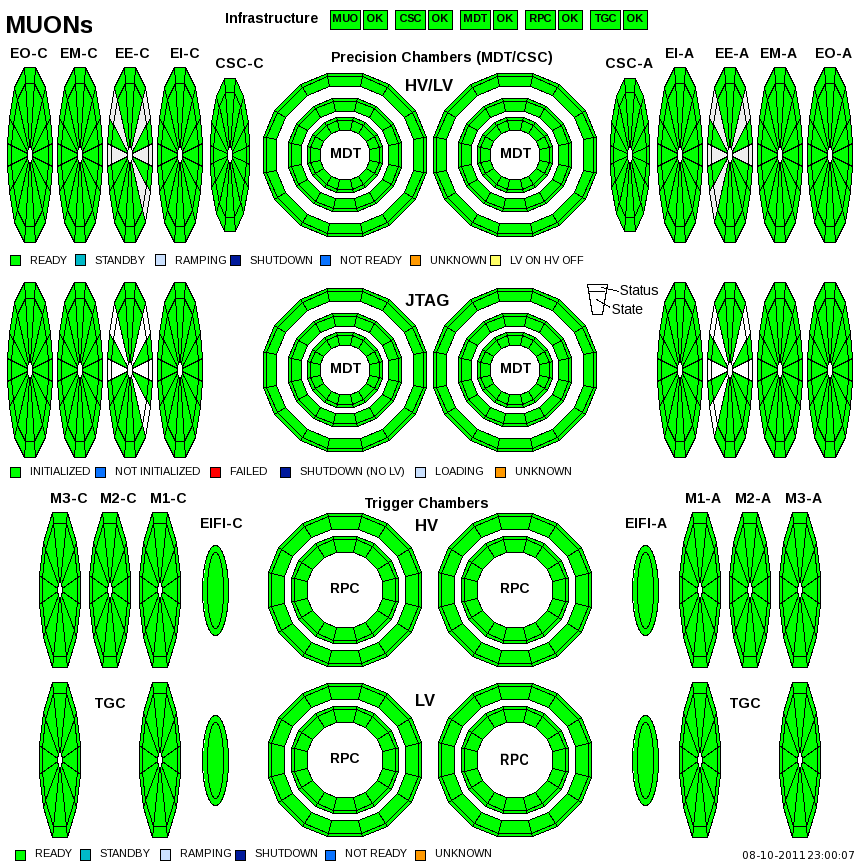 MUONs
Infrastructure MUO OK CSC OK MDT OK RPC OK TGC OK
EO-C EM-C EE-C EI-C CSC-C Precision Chambers (MDT/CSC) CSC-A EI-A EE-A EM-A EO-A
HV/LV
MDT MDT
READY STANDBY RAMPING SHUTDOWN NOT READY UNKNOWN LV ON HV OFF
JTAG
Status
State
MDT MDT
INITIALIZED NOT INITIALIZED FAILED SHUTDOWN (NO LV) LOADING UNKNOWN
M3-C M2-C M1-C Trigger Chambers M1-A M2-A M3-A
EIFI-C HV EIFI-A
RPC RPC
TGC LV TGC
RPC RPC
READY STANDBY RAMPING SHUTDOWN NOT READY UNKNOWN
08-10-2011 23:00:07